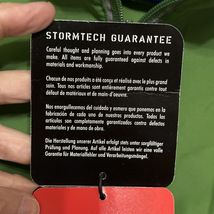 STORMTECH GUARANTEE
Careful thought and planning goes into every product we
make. All items are fully guaranteed against defects in
materials and workmanship.
Chacun de nos produits a été conçu et réalisé avec le plus grand
soin. Tous nos articles sont entièrement garantis contre tout
défauts de matériaux et de main d'oeuvre.
Nos enorgullecemos del cuidado y esmero que ponemos en la
fabricación de cada uno de nuestros productos. Todos los
artículos son completamente garantizados contra defectos
materiales y de mano de obra.
Die Herstellung unserer Artikel erfolgt stets unter sorgfältiger
Prüfung und Planung. Auf alle Artikel gewähren wir eine volle
Garantie für Materialfehler und Verarbeitungsmängel.